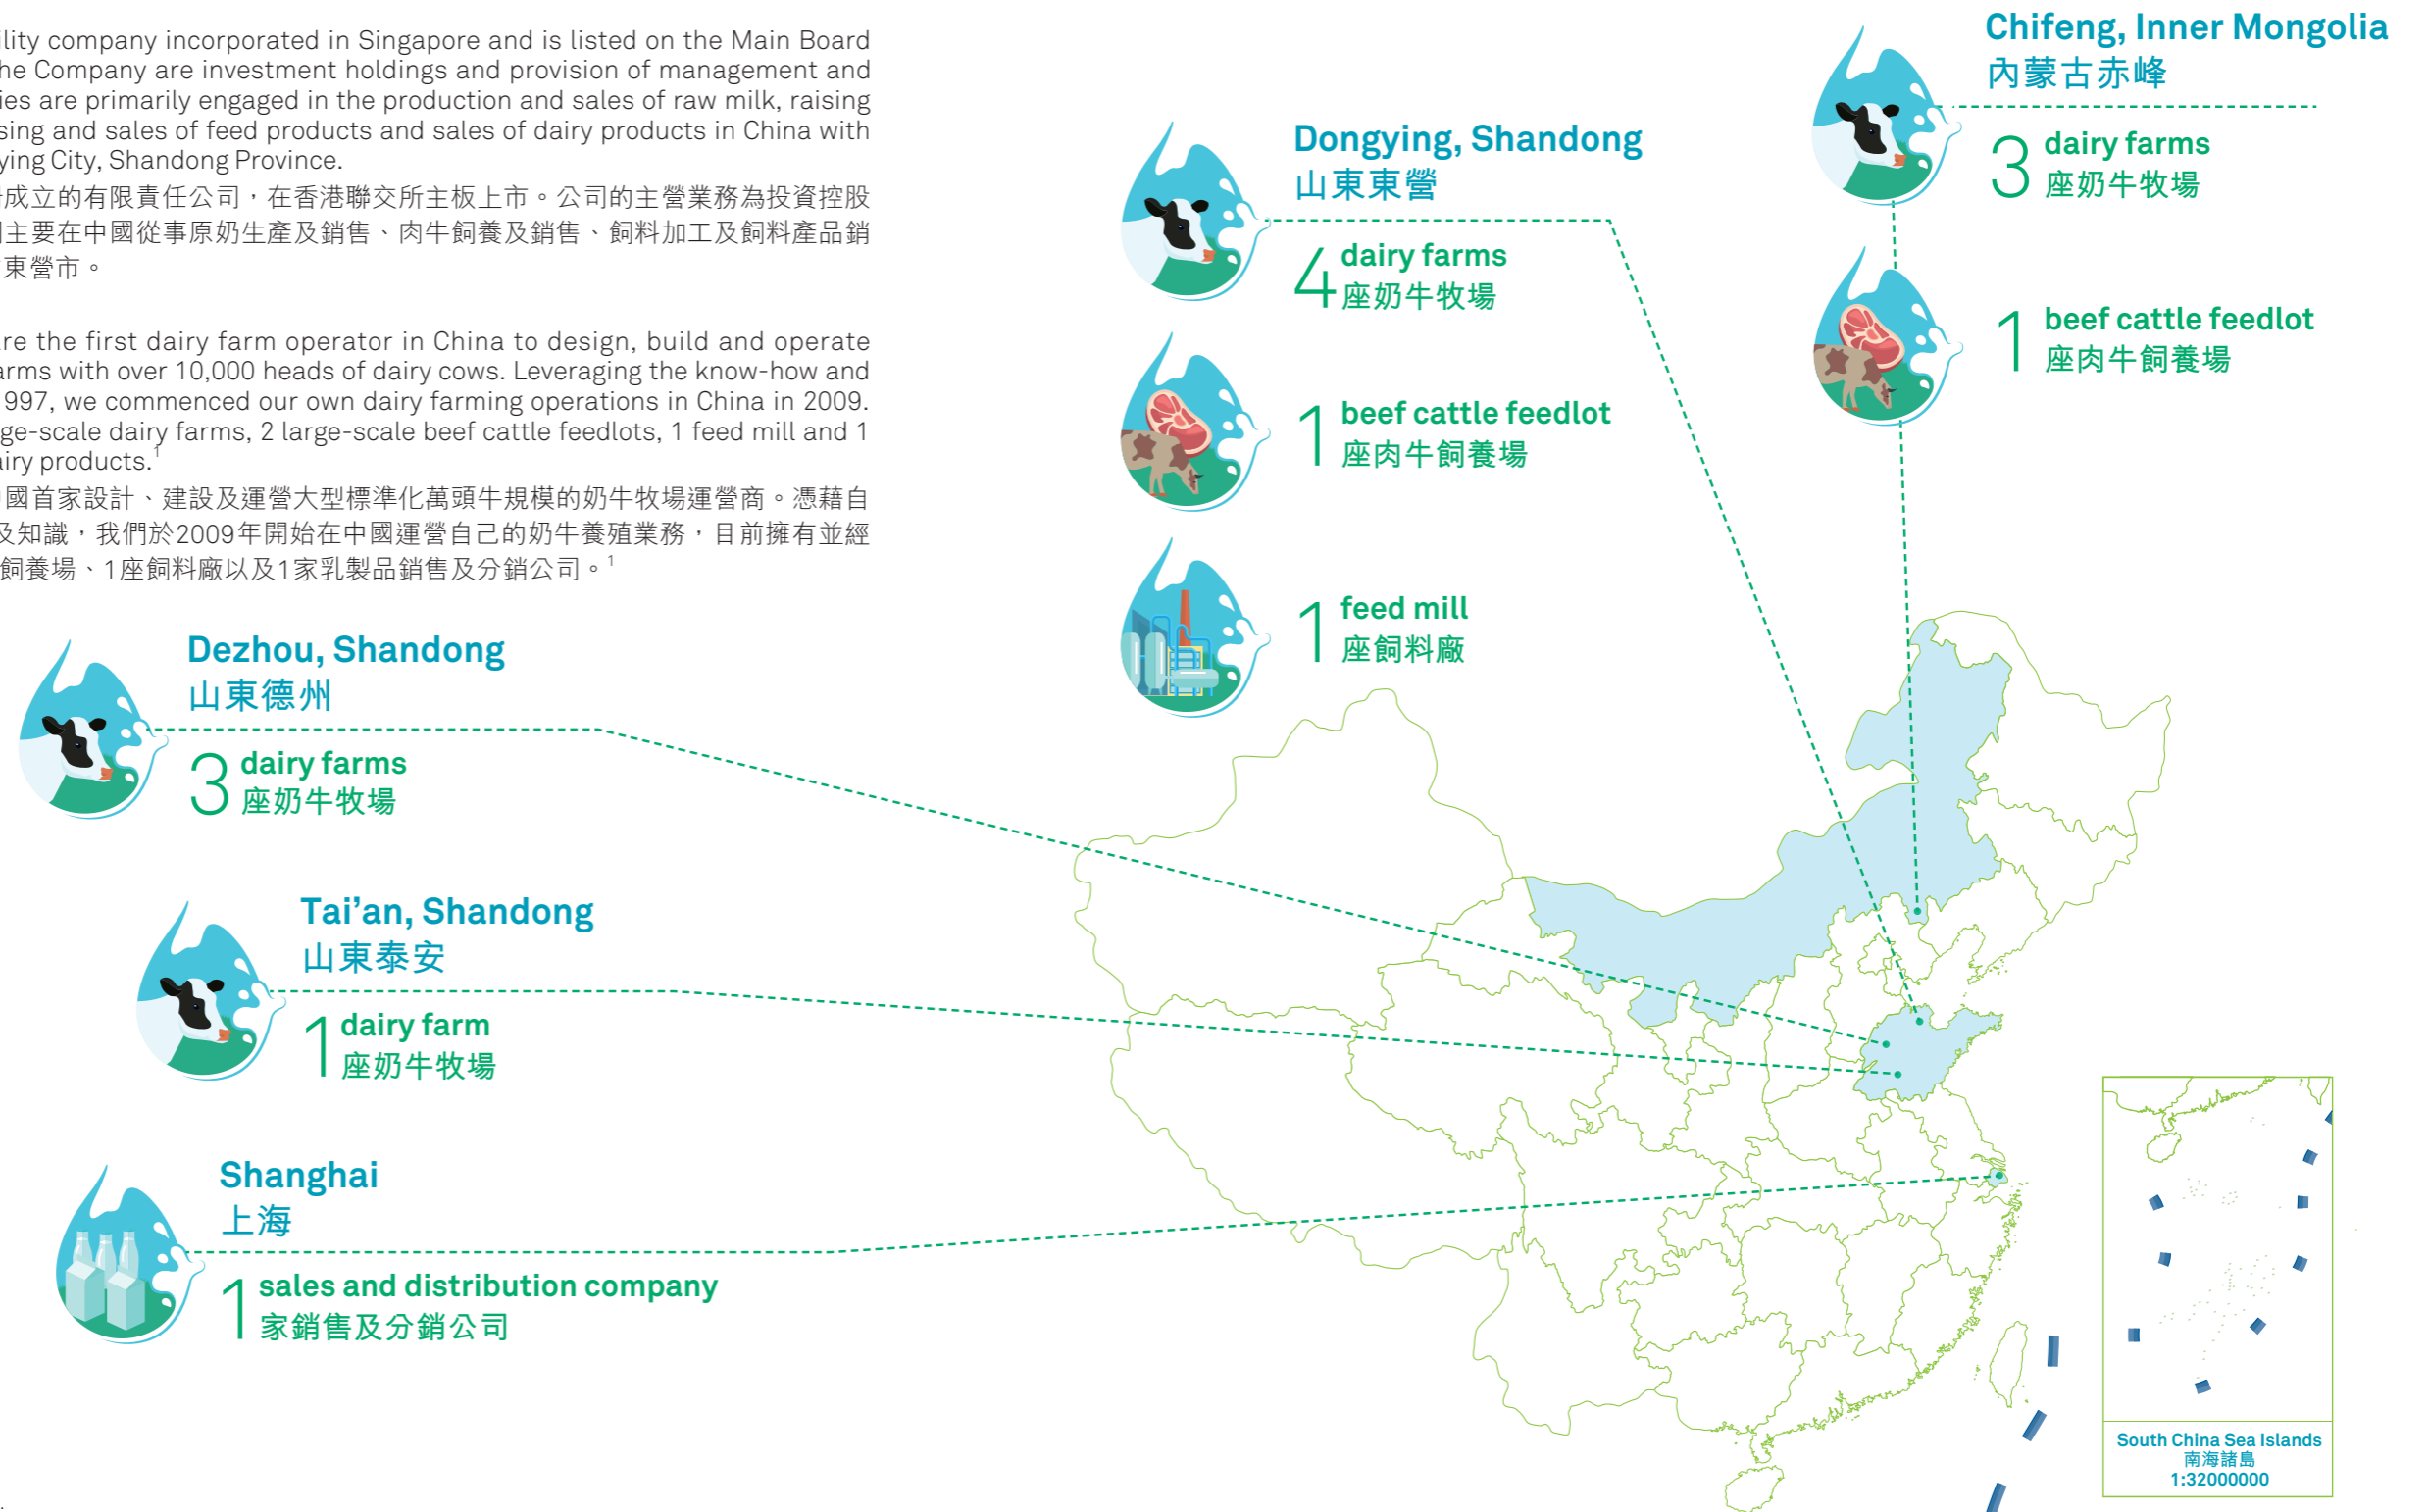 ility company incorporated in Singapore and is listed on the Main Board
he Company are investment holdings and provision of management and
ies are primarily engaged in the production and sales of raw milk, raising
sing and sales of feed products and sales of dairy products in China with
ying City, Shandong Province.
成立的有限責任公司，在香港聯交所主板上市。公司的主營業務為投資控股
主要在中國從事原奶生產及銷售、肉牛飼養及銷售、飼料加工及飼料產品銷
東營市。
re the first dairy farm operator in China to design, build and operate
arms with over 10,000 heads of dairy cows. Leveraging the know-how and
1997, we commenced our own dairy farming operations in China in 2009.
ge-scale dairy farms, 2 large-scale beef cattle feedlots, 1 feed mill and 1
airy products.1
國首家設計、建設及運營大型標準化萬頭牛規模的奶牛牧場運營商。憑藉自
及知識，我們於2009年開始在中國運營自己的奶牛養殖業務，目前擁有並經
飼養場、1座飼料廠以及1家乳製品銷售及分銷公司。1
Chifeng, Inner Mongolia
內蒙古赤峰
3 dairy farms
座奶牛牧場
1 beef cattle feedlot
座肉牛飼養場
Dongying, Shandong
山東東營
4 dairy farms
座奶牛牧場
1 beef cattle feedlot
座肉牛飼養場
1 feed mill
座飼料廠
Dezhou, Shandong
山東德州
3 dairy farms
座奶牛牧場
Tai’an, Shandong
山東泰安
1 dairy farm
座奶牛牧場
Shanghai
上海
1 sales and distribution company
家銷售及分銷公司
South China Sea Islands
南海諸島
1:32000000